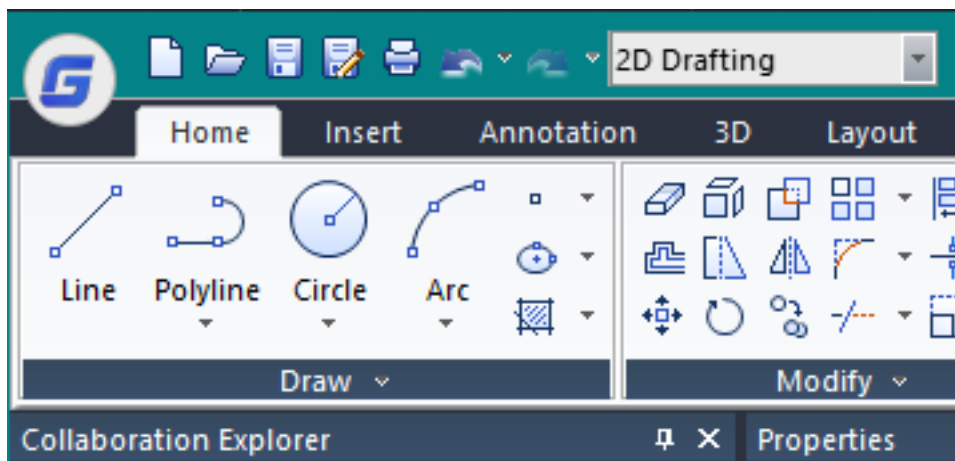 2D Drafting
Home Insert Annotation 3D Layout
Line Polyline Circle Arc
Draw Modify
Collaboration Explorer Properties